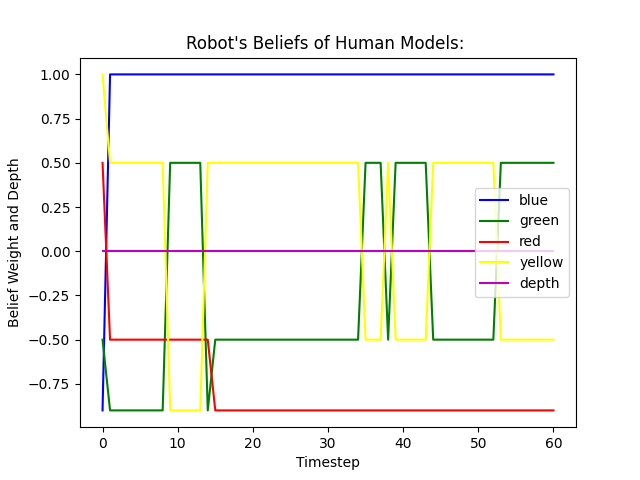 Robot's Beliefs of Human Models:
Belief Weight and Depth
1.00
0.75
0.50
0.25
0.00
−0.25
−0.50
−0.75
0
10
20
30
40
50
60
Timestep
blue
green
red
yellow
depth